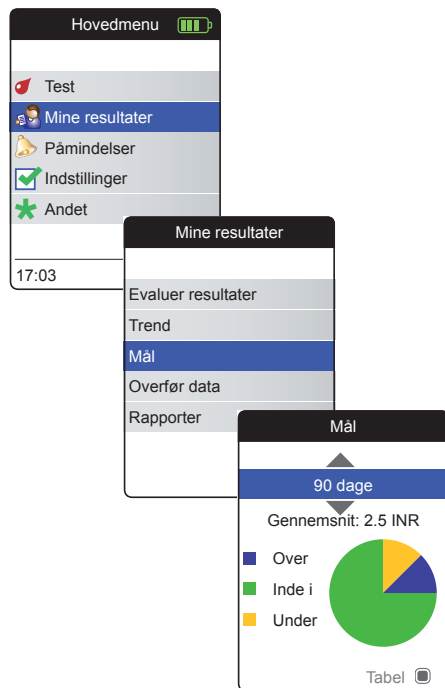 Hovedmenu
Test
Mine resultater
Påmindelser
Indstillinger
Andet
17:03
Mine resultater
Evaluer resultater
Trend
Mål
Overfør data
Rapporter
Mål
90 dage
Gennemsnit: 2.5 INR
Over
Inde i
Under
Tabel